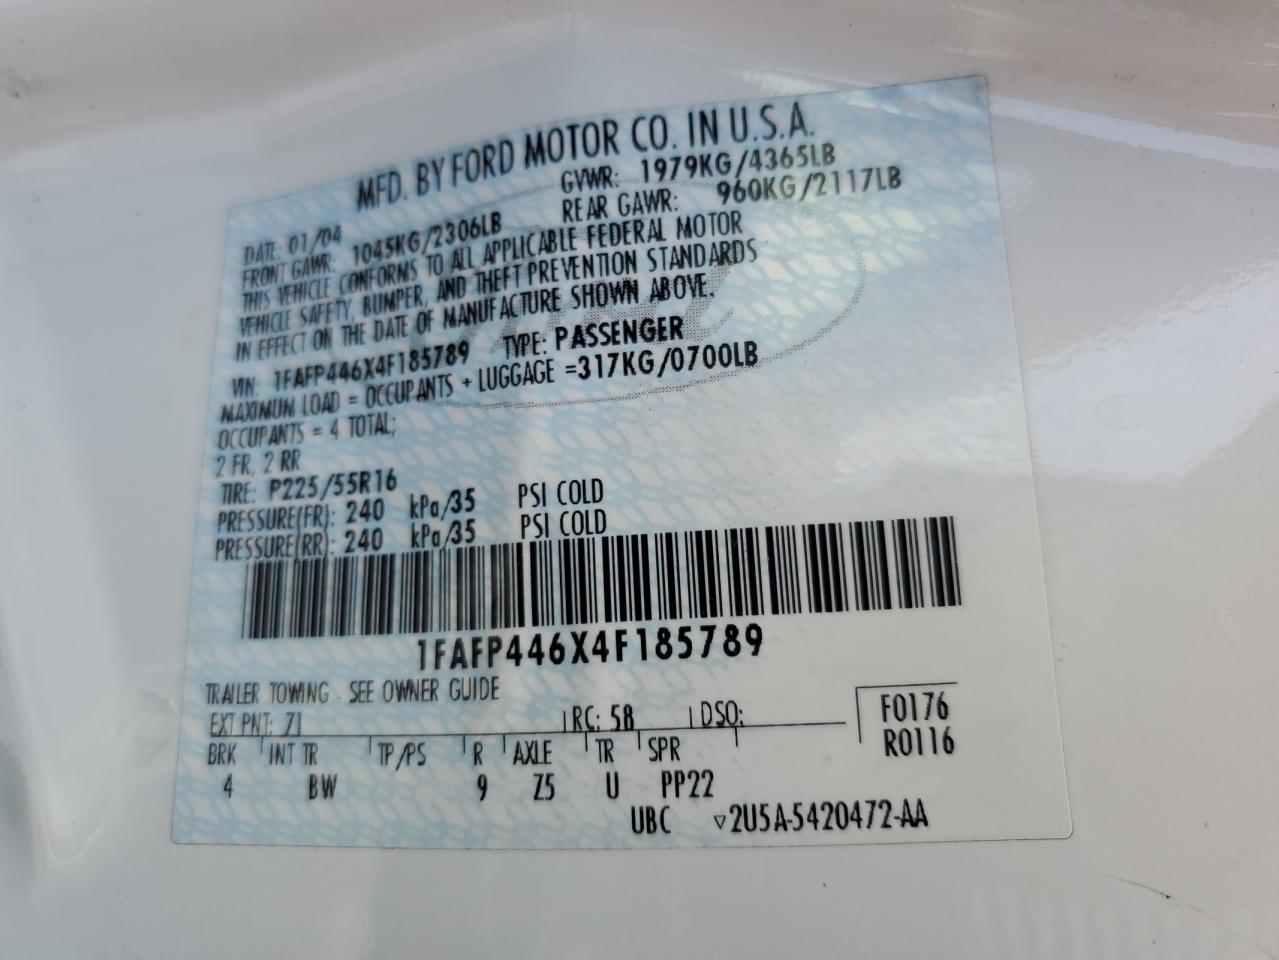 MFD. BY FORD MOTOR CO. IN U.S.A.
DATE: 01/04 GVWR: 1979KG/4365LB
FRONT GAWR: 1045KG/2306LB REAR GAWR: 960KG/2117LB
THIS VEHICLE CONFORMS TO ALL APPLICABLE FEDERAL MOTOR
VEHICLE SAFETY, BUMPER, AND THEFT PREVENTION STANDARDS
IN EFFECT ON THE DATE OF MANUFACTURE SHOWN ABOVE.
VIN: 1FAFP446X4F185789 TYPE: PASSENGER
MAXIMUM LOAD = OCCUPANTS + LUGGAGE =317KG/0700LB
OCCUPANTS = 4 TOTAL;
2 FR, 2 RR
TIRE: P225/55R16
PRESSURE(FR): 240 kPa/35 PSI COLD
PRESSURE(RR): 240 kPa/35 PSI COLD
1FAFP446X4F185789
TRAILER TOWING - SEE OWNER GUIDE
EXT PNT: Z1 RC: 58 DSO: F0176
BRK INT TR TP/PS R AXLE TR SPR R0116
4 BW 9 Z5 U PP22
UBC ▽2U5A-5420472-AA